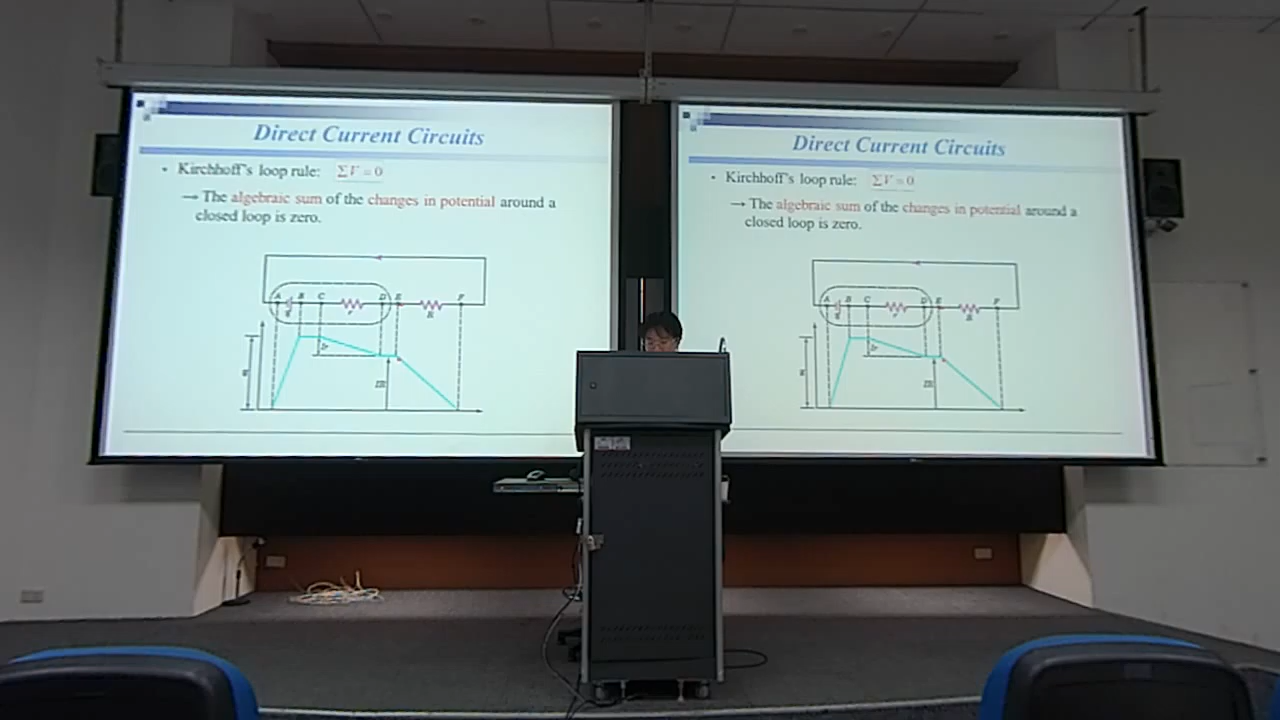 Direct Current Circuits
• Kirchhoff's loop rule: ∑V = 0
→ The algebraic sum of the changes in potential around a
closed loop is zero.
A B C D E F
r R
Direct Current Circuits
• Kirchhoff's loop rule: ∑V = 0
→ The algebraic sum of the changes in potential around a
closed loop is zero.
A B C D E F
r R